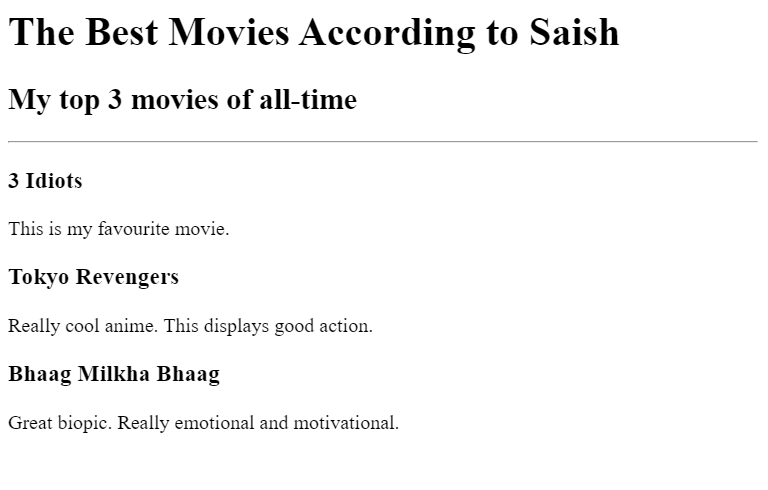 The Best Movies According to Saish
My top 3 movies of all-time
3 Idiots
This is my favourite movie.
Tokyo Revengers
Really cool anime. This displays good action.
Bhaag Milkha Bhaag
Great biopic. Really emotional and motivational.